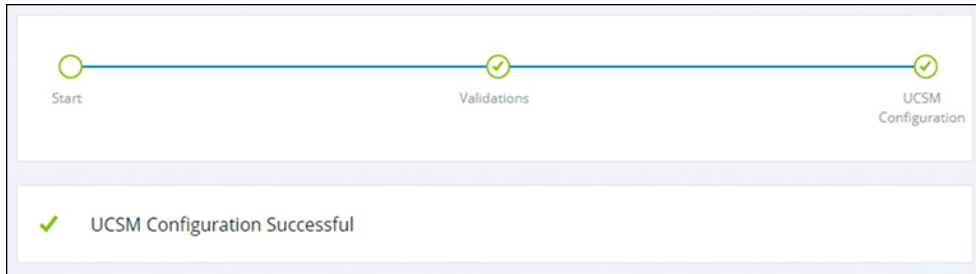 Start
Validations
UCSM
Configuration
UCSM Configuration Successful